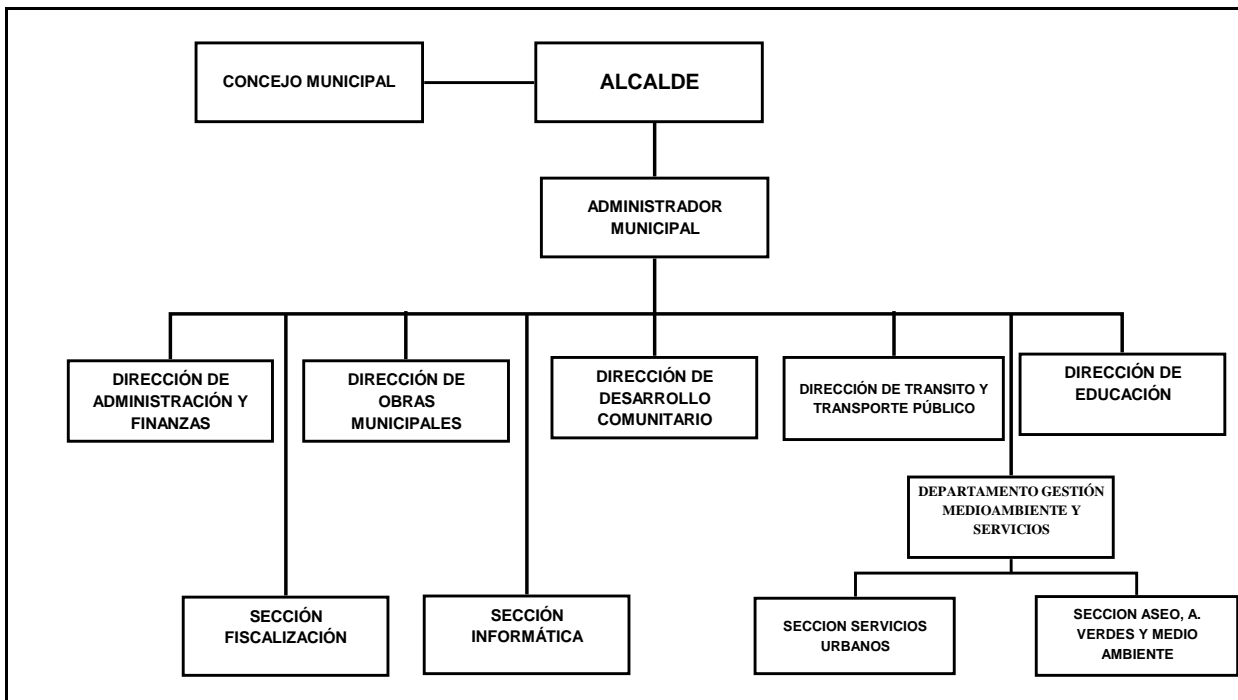 CONCEJO MUNICIPAL
ALCALDE
ADMINISTRADOR
MUNICIPAL
DIRECCIÓN DE
ADMINISTRACIÓN Y
FINANZAS
DIRECCIÓN DE
OBRAS
MUNICIPALES
DIRECCIÓN DE
DESARROLLO
COMUNITARIO
DIRECCIÓN DE TRANSITO Y
TRANSPORTE PÚBLICO
DIRECCIÓN DE
EDUCACIÓN
DEPARTAMENTO GESTIÓN
MEDIOAMBIENTE Y
SERVICIOS
SECCIÓN
FISCALIZACIÓN
SECCIÓN
INFORMÁTICA
SECCION SERVICIOS
URBANOS
SECCION ASEO, A.
VERDES Y MEDIO
AMBIENTE